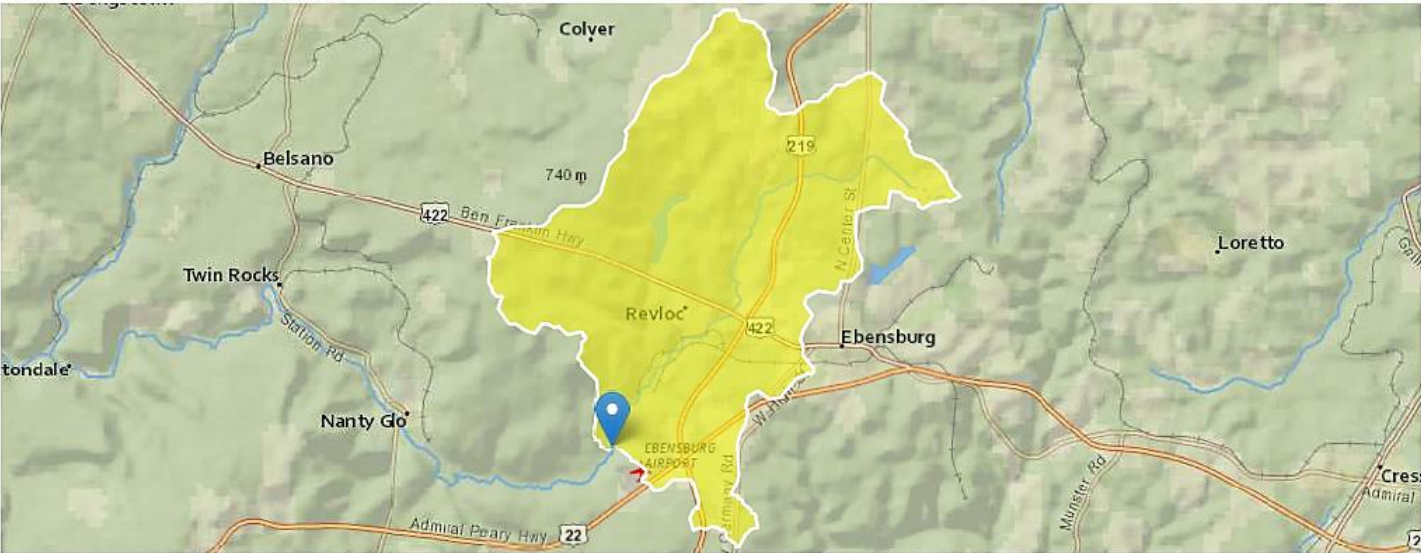 Colver
219
Belsano
740 m
422
Ben Franklin Hwy
N Center St
Loretto
Twin Rocks
Revloc
422
Station Rd
Ebensburg
tondale
Nanty Glo
EBENSBURG
AIRPORT
Munster Rd
Cres
Admiral
Admiral Peary Hwy
22